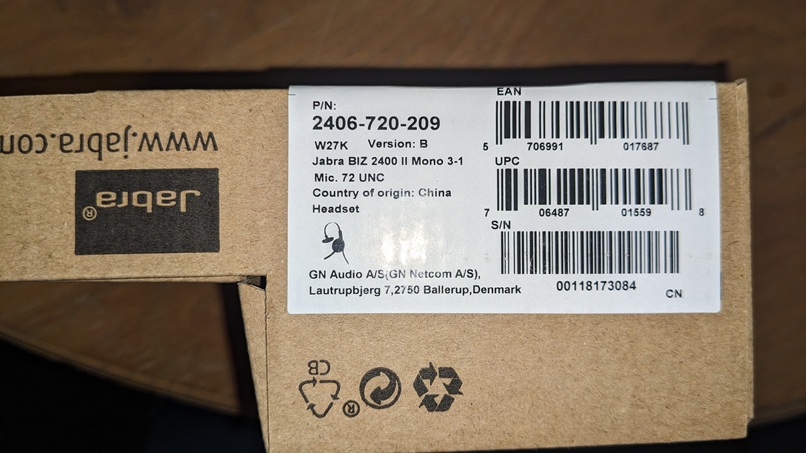 www.jabra.com
Jabra®
P/N:
2406-720-209
W27K Version: B
Jabra BIZ 2400 II Mono 3-1
Mic. 72 UNC
Country of origin: China
Headset
GN Audio A/S(GN Netcom A/S),
Lautrupbjerg 7,2750 Ballerup,Denmark
EAN
5 706991 017687
UPC
7 06487 01559 8
S/N
00118173084
CN
CB
®